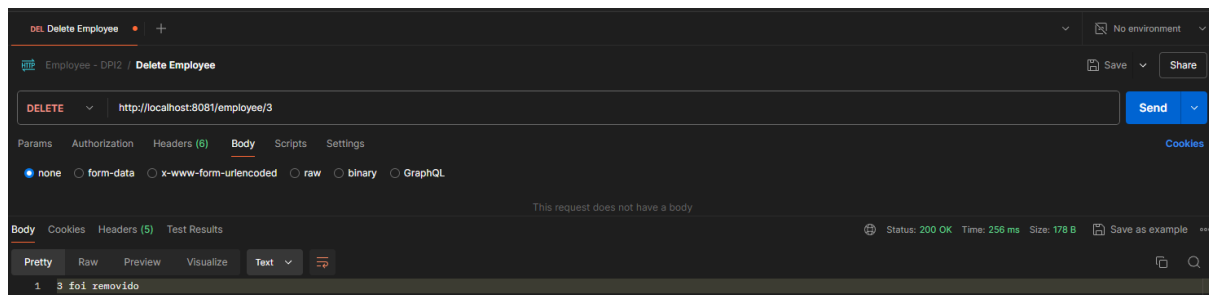 DEL Delete Employee
No environment
HTTP Employee - DPI2 / Delete Employee
Save Share
DELETE http://localhost:8081/employee/3 Send
Params Authorization Headers (6) Body Scripts Settings Cookies
none form-data x-www-form-urlencoded raw binary GraphQL
This request does not have a body
Body Cookies Headers (5) Test Results Status: 200 OK Time: 256 ms Size: 178 B Save as example
Pretty Raw Preview Visualize Text
1 3 foi removido